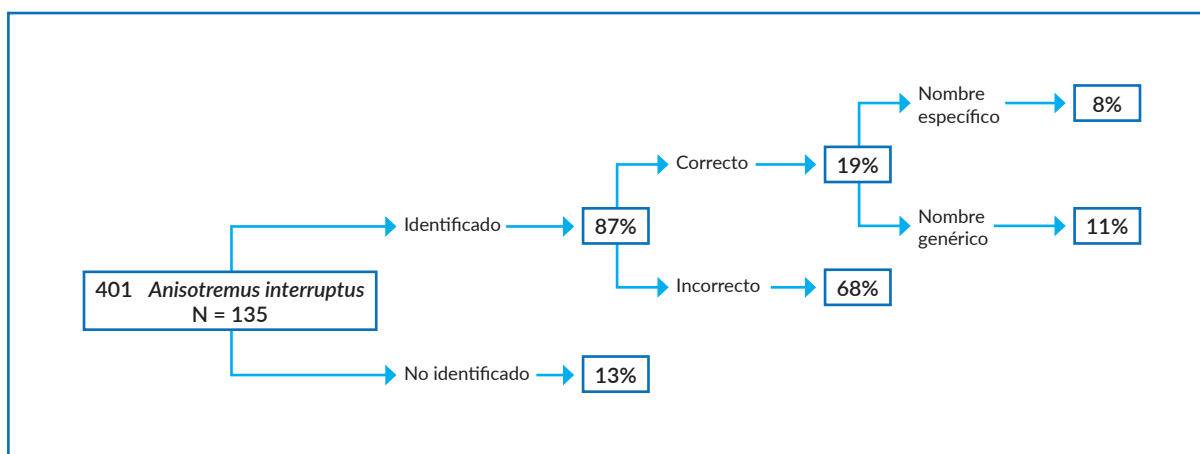 Nombre
específico
8%
Correcto
19%
Nombre
genérico
11%
Identificado
87%
Incorrecto
68%
401 Anisotremus interruptus
N = 135
No identificado
13%